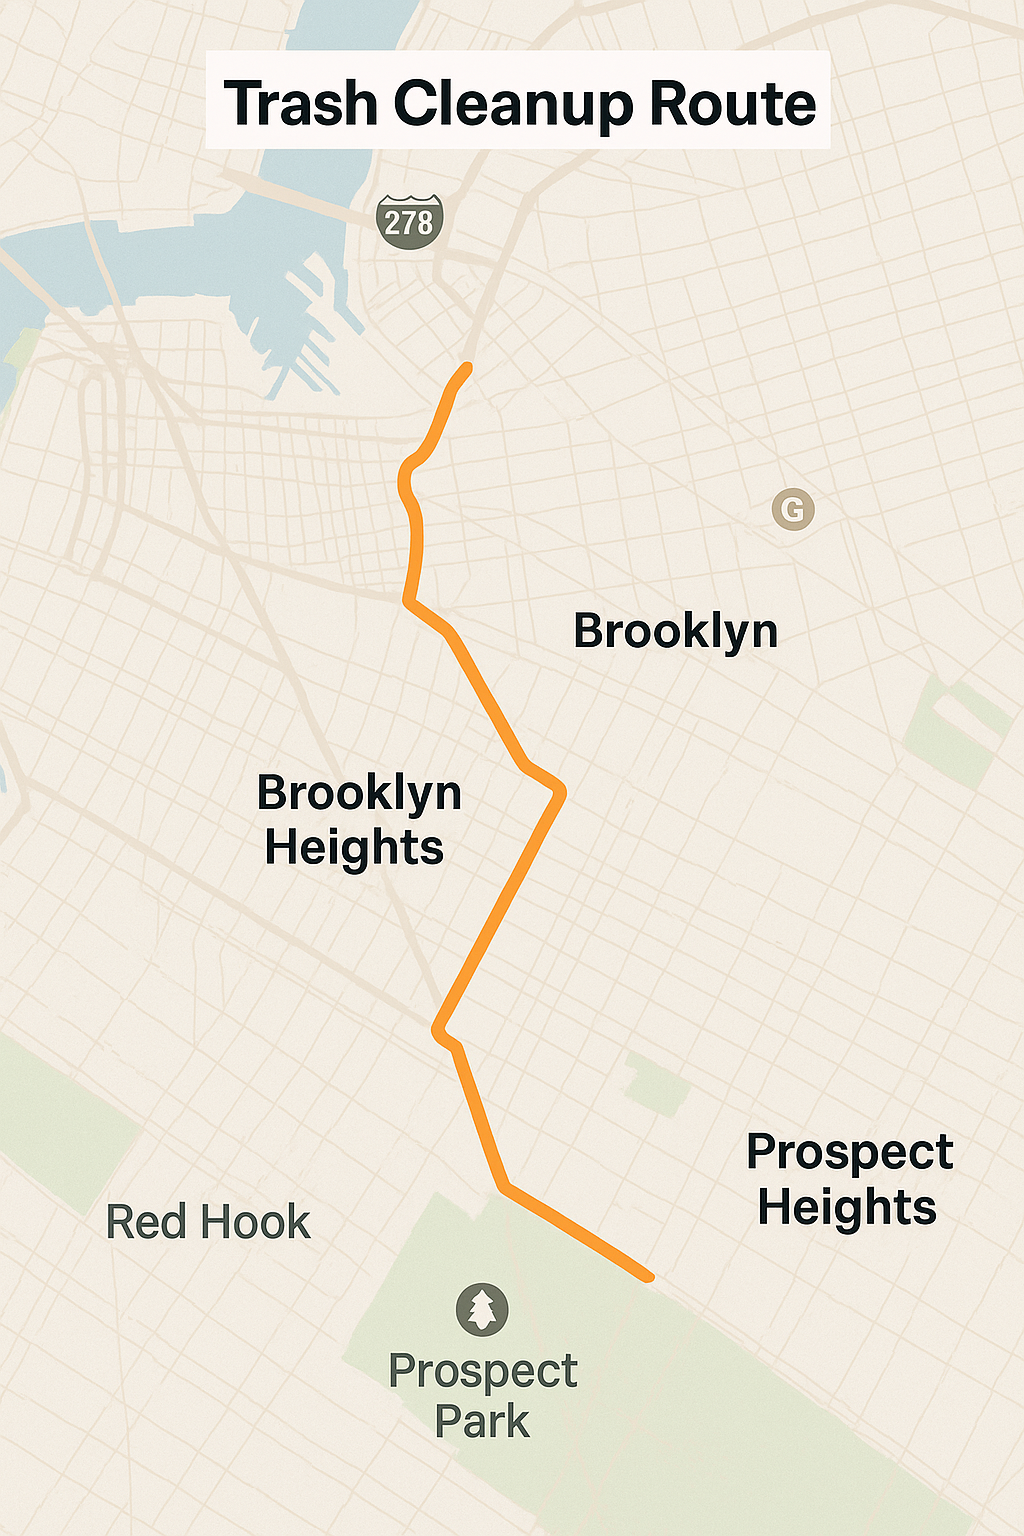 Trash Cleanup Route
278
G
Brooklyn
Brooklyn
Heights
Prospect
Heights
Red Hook
Prospect
Park